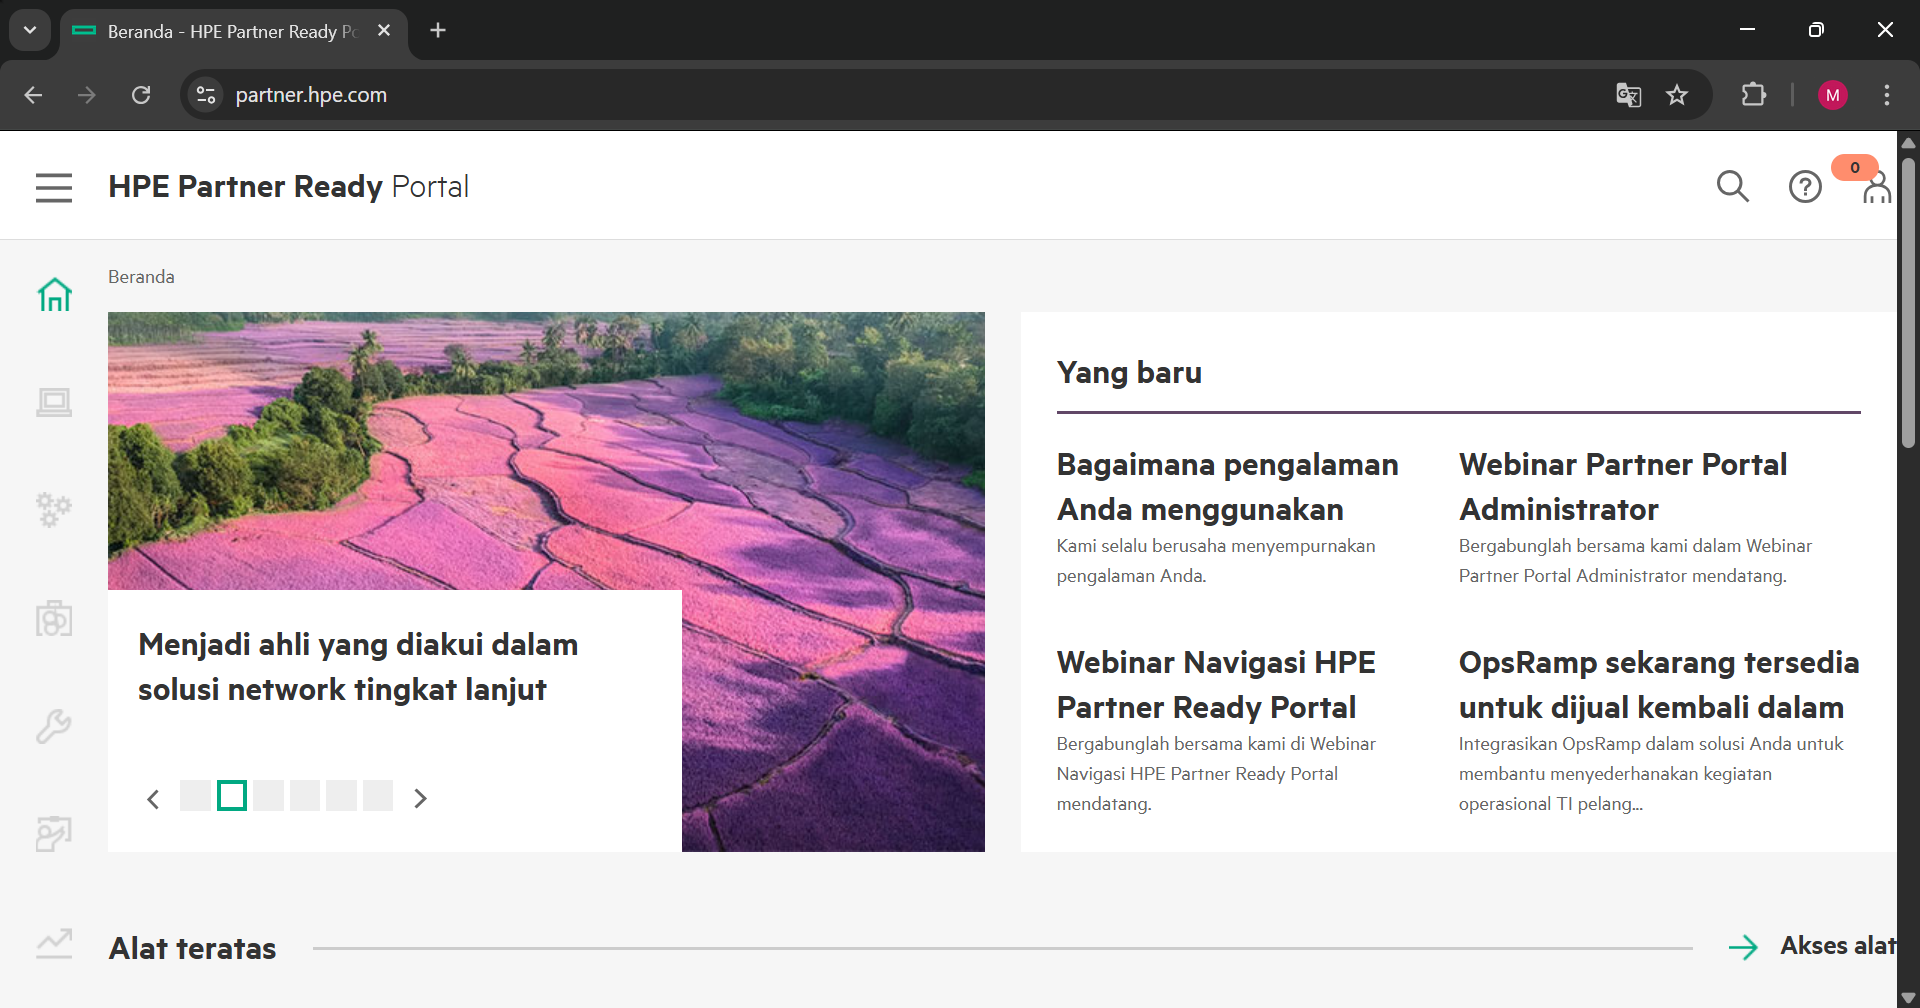 Beranda - HPE Partner Ready Po
partner.hpe.com
M
HPE Partner Ready Portal
0
Beranda
Menjadi ahli yang diakui dalam
solusi network tingkat lanjut
Yang baru
Bagaimana pengalaman
Anda menggunakan
Kami selalu berusaha menyempurnakan
pengalaman Anda.
Webinar Partner Portal
Administrator
Bergabunglah bersama kami dalam Webinar
Partner Portal Administrator mendatang.
Webinar Navigasi HPE
Partner Ready Portal
Bergabunglah bersama kami di Webinar
Navigasi HPE Partner Ready Portal
mendatang.
OpsRamp sekarang tersedia
untuk dijual kembali dalam
Integrasikan OpsRamp dalam solusi Anda untuk
membantu menyederhanakan kegiatan
operasional TI pelang...
Alat teratas
Akses alat